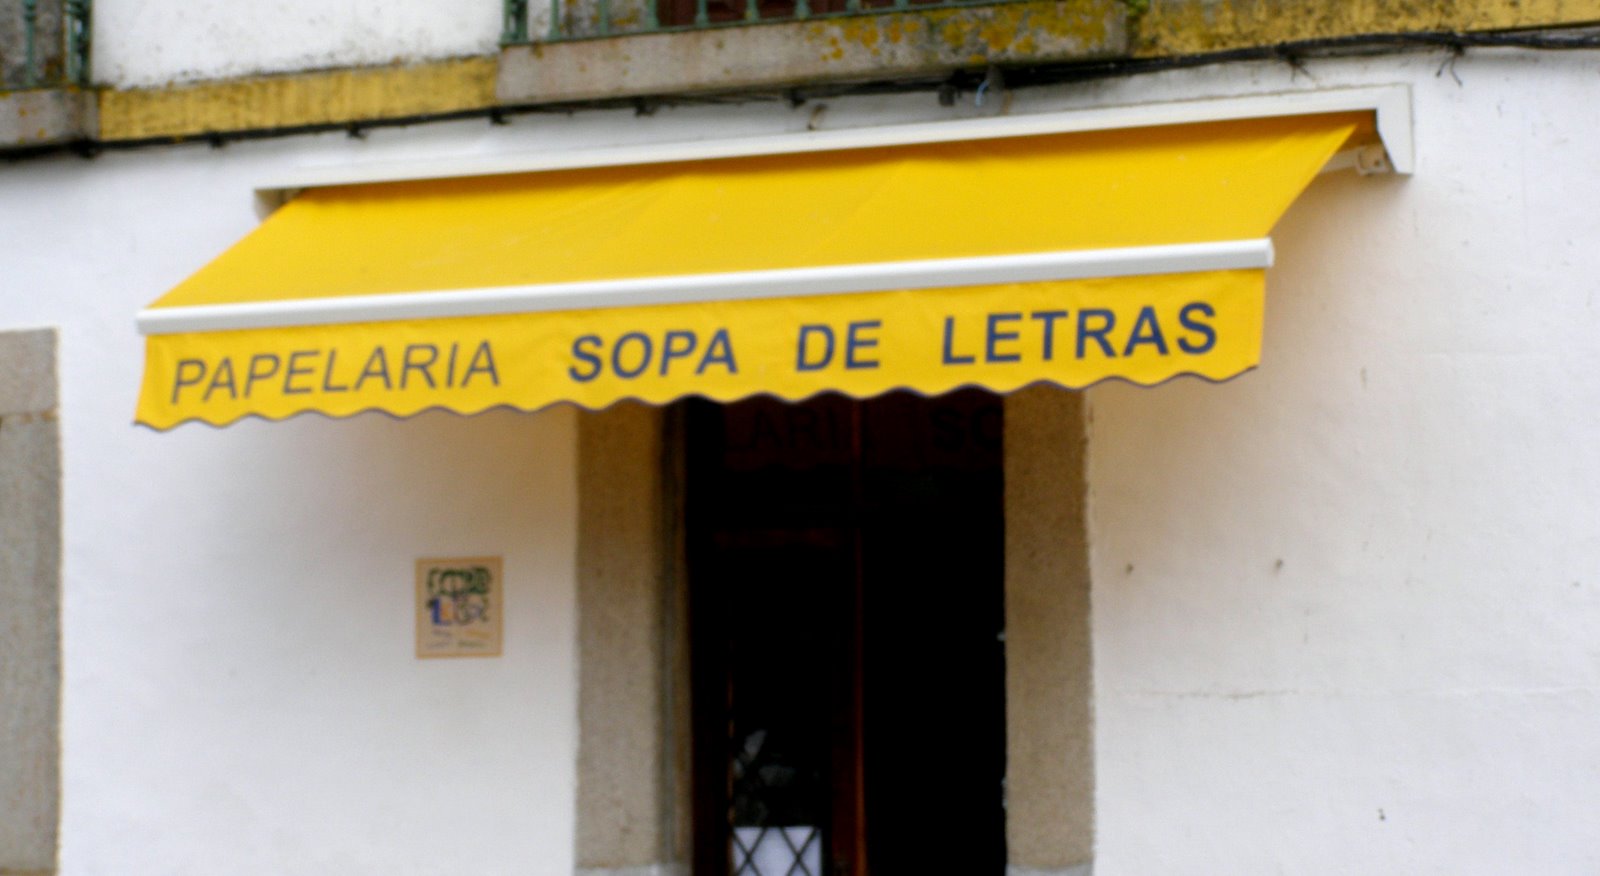 PAPELARIA SOPA DE LETRAS